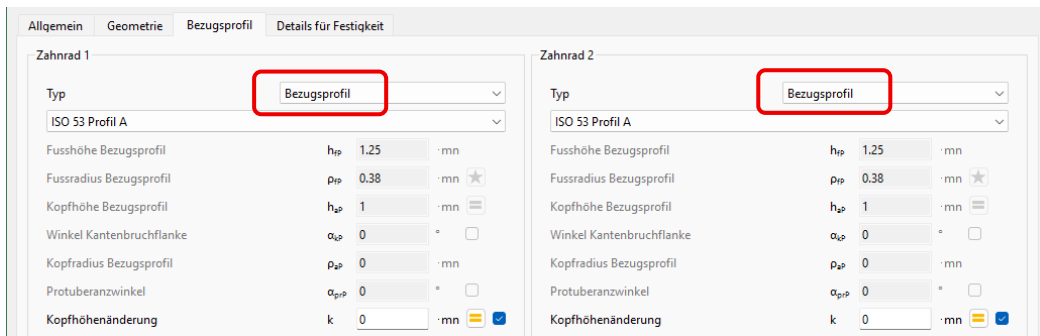 Allgemein Geometrie Bezugsprofil Details für Festigkeit
Zahnrad 1
Typ Bezugsprofil
ISO 53 Profil A
Fusshöhe Bezugsprofil hfP 1.25 ·mn
Fussradius Bezugsprofil ρfP 0.38 ·mn
Kopfhöhe Bezugsprofil haP 1 ·mn
Winkel Kantenbruchflanke αkP 0 °
Kopfradius Bezugsprofil ρaP 0 ·mn
Protuberanzwinkel αprP 0 °
Kopfhöhenänderung k 0 ·mn
Zahnrad 2
Typ Bezugsprofil
ISO 53 Profil A
Fusshöhe Bezugsprofil hfP 1.25 ·mn
Fussradius Bezugsprofil ρfP 0.38 ·mn
Kopfhöhe Bezugsprofil haP 1 ·mn
Winkel Kantenbruchflanke αkP 0 °
Kopfradius Bezugsprofil ρaP 0 ·mn
Protuberanzwinkel αprP 0 °
Kopfhöhenänderung k 0 ·mn